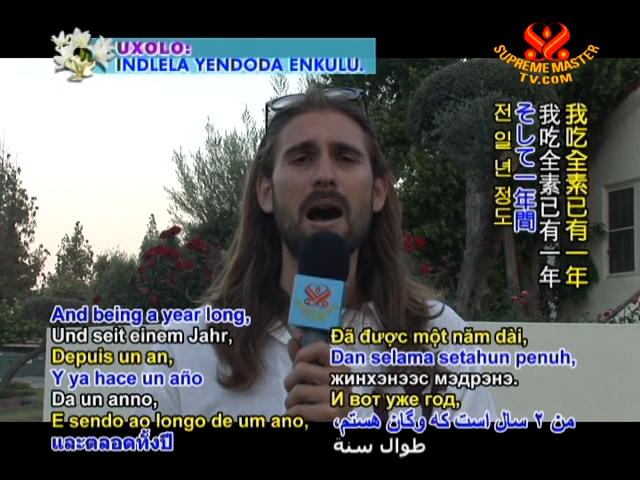 UXOLO:
INDLELA YENDODA ENKULU.
SUPREME MASTER
TV.COM
我吃全素已有一年
我吃全素已有一年
そして一年間
전 일 년 정도
And being a year long,
Und seit einem Jahr,
Depuis un an,
Y ya hace un año
Da un anno,
E sendo ao longo de um ano,
และตลอดทั้งปี
Đã được một năm dài,
Dan selama setahun penuh,
жинхэнээс мэдрэнэ.
И вот уже год,
من ۲ سال است که وگان هستم،
طوال سنة